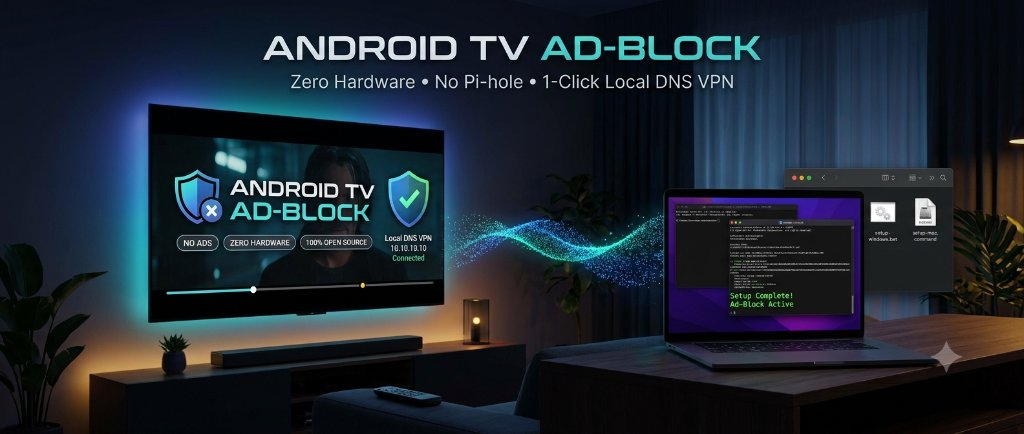 ANDROID TV AD-BLOCK
Zero Hardware • No Pi-hole • 1-Click Local DNS VPN
ANDROID TV
AD-BLOCK
NO ADS
ZERO HARDWARE
100% OPEN SOURCE
Local DNS VPN
10.10.10.10
Connected
setup-
windows.bat
setup-mac.
command
Setup Complete!
Ad-Block Active